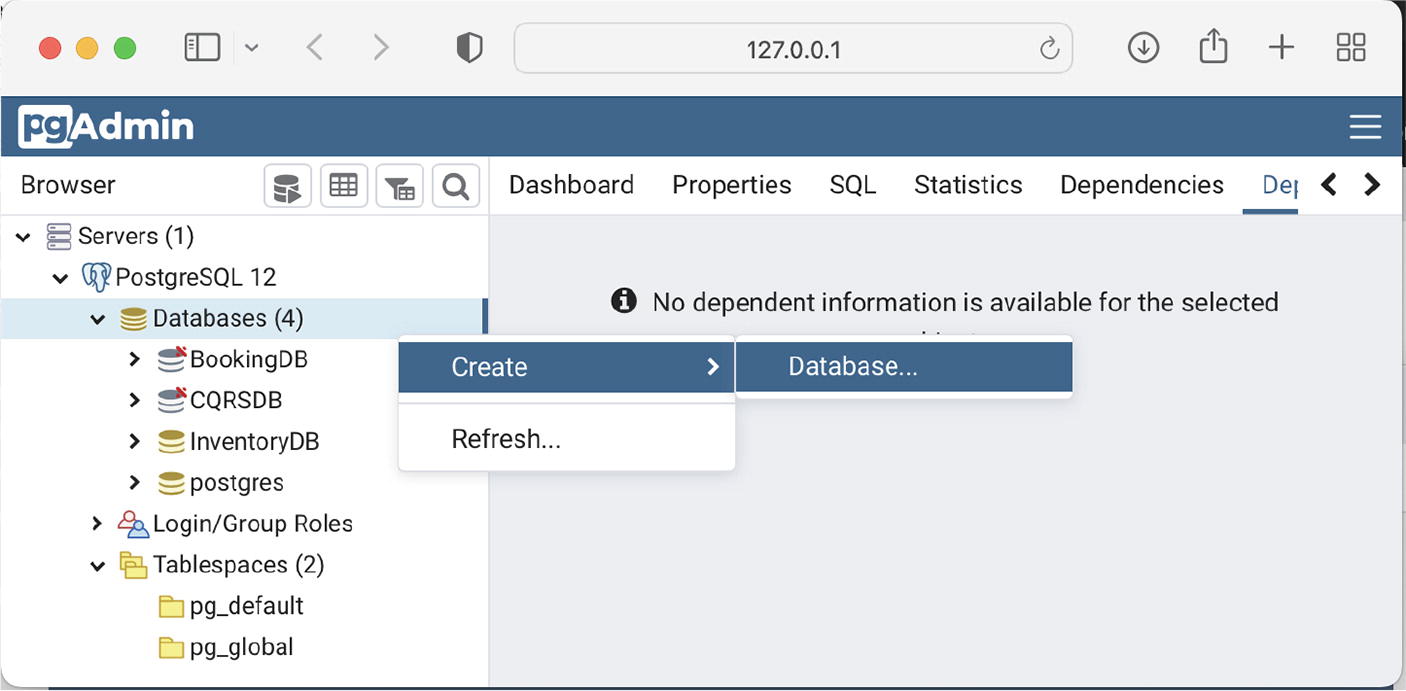 127.0.0.1
pgAdmin
Browser
Dashboard Properties SQL Statistics Dependencies Dep
Servers (1)
PostgreSQL 12
Databases (4)
No dependent information is available for the selected
BookingDB
Create
Database...
CQRSDB
Refresh...
InventoryDB
postgres
Login/Group Roles
Tablespaces (2)
pg_default
pg_global